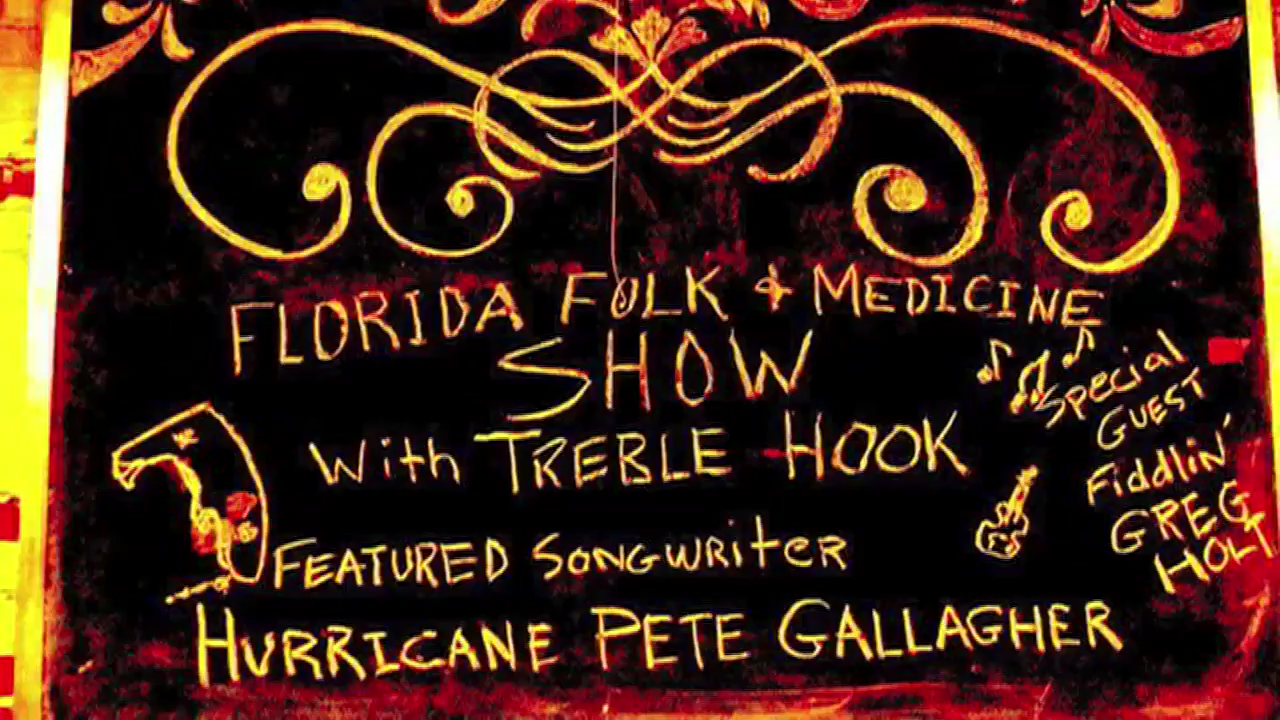 FLORIDA FOLK & MEDICINE
SHOW
With TREBLE HOOK
FEATURED SONGWRITER
HURRICANE PETE GALLAGHER
Special
GUEST
Fiddlin'
GREG
HOLT